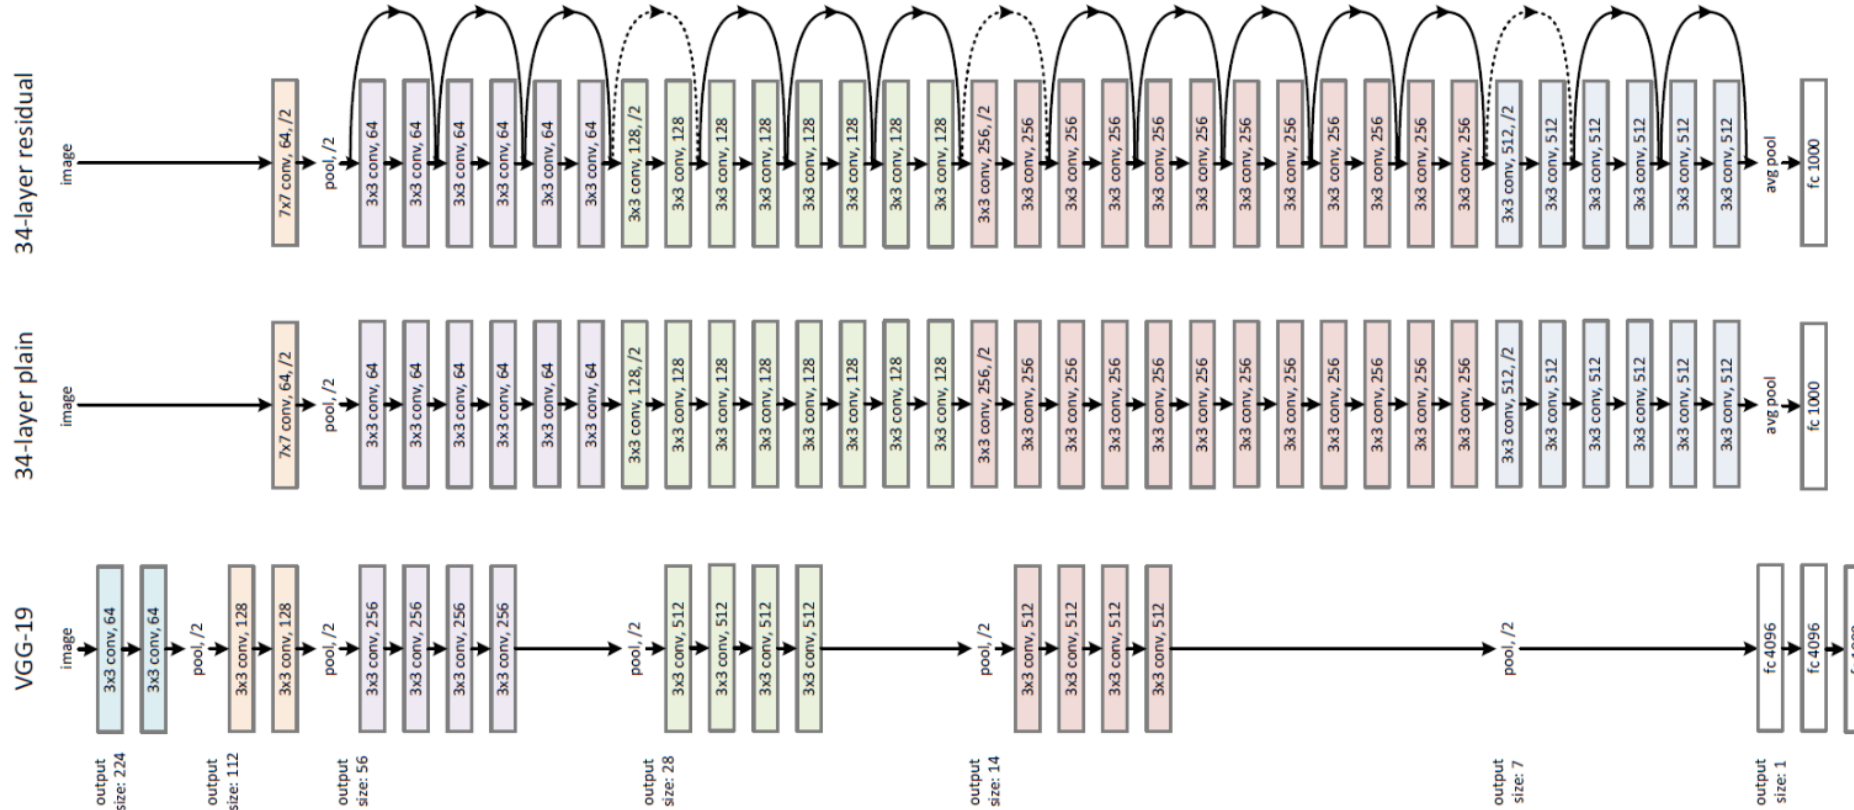 34-layer residual
image
7x7 conv, 64, /2
pool, /2
3x3 conv, 64
3x3 conv, 64
3x3 conv, 64
3x3 conv, 64
3x3 conv, 64
3x3 conv, 64
3x3 conv, 128, /2
3x3 conv, 128
3x3 conv, 128
3x3 conv, 128
3x3 conv, 128
3x3 conv, 128
3x3 conv, 128
3x3 conv, 128
3x3 conv, 256, /2
3x3 conv, 256
3x3 conv, 256
3x3 conv, 256
3x3 conv, 256
3x3 conv, 256
3x3 conv, 256
3x3 conv, 256
3x3 conv, 256
3x3 conv, 256
3x3 conv, 256
3x3 conv, 256
3x3 conv, 512, /2
3x3 conv, 512
3x3 conv, 512
3x3 conv, 512
3x3 conv, 512
3x3 conv, 512
avg pool
fc 1000
34-layer plain
image
7x7 conv, 64, /2
pool, /2
3x3 conv, 64
3x3 conv, 64
3x3 conv, 64
3x3 conv, 64
3x3 conv, 64
3x3 conv, 64
3x3 conv, 128, /2
3x3 conv, 128
3x3 conv, 128
3x3 conv, 128
3x3 conv, 128
3x3 conv, 128
3x3 conv, 128
3x3 conv, 128
3x3 conv, 256, /2
3x3 conv, 256
3x3 conv, 256
3x3 conv, 256
3x3 conv, 256
3x3 conv, 256
3x3 conv, 256
3x3 conv, 256
3x3 conv, 256
3x3 conv, 256
3x3 conv, 256
3x3 conv, 256
3x3 conv, 512, /2
3x3 conv, 512
3x3 conv, 512
3x3 conv, 512
3x3 conv, 512
3x3 conv, 512
avg pool
fc 1000
VGG-19
image
3x3 conv, 64
3x3 conv, 64
pool, /2
3x3 conv, 128
3x3 conv, 128
pool, /2
3x3 conv, 256
3x3 conv, 256
3x3 conv, 256
3x3 conv, 256
pool, /2
3x3 conv, 512
3x3 conv, 512
3x3 conv, 512
3x3 conv, 512
pool, /2
3x3 conv, 512
3x3 conv, 512
3x3 conv, 512
3x3 conv, 512
pool, /2
fc 4096
fc 4096
output
size: 224
output
size: 112
output
size: 56
output
size: 28
output
size: 14
output
size: 7
output
size: 1